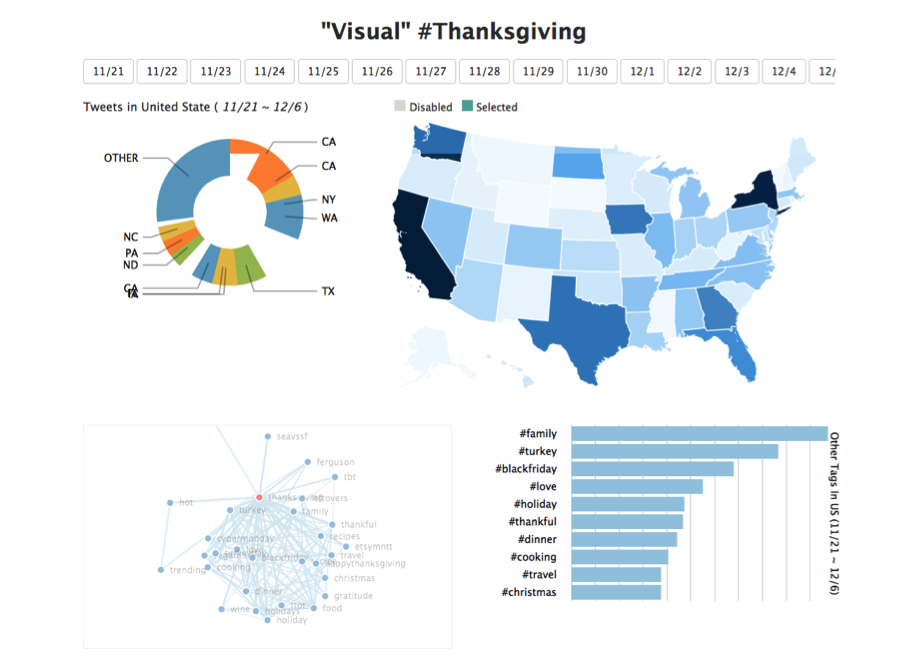 "Visual" #Thanksgiving
11/21 11/22 11/23 11/24 11/25 11/26 11/27 11/28 11/29 11/30 12/1 12/2 12/3 12/4 12/
Tweets in United State ( 11/21 ~ 12/6 )
Disabled Selected
CA
OTHER
CA
NY
WA
NC
PA
ND
GA
TX
seavssf
ferguson
tbt
hot
leftovers
turkey
family
thankful
recipes
cybermonday
etsymntt
blackfriday
travel
happythanksgiving
trending
cooking
christmas
dinner
gratitude
wine
holidays
food
holiday
#family
#turkey
#blackfriday
#love
#holiday
#thankful
#dinner
#cooking
#travel
#christmas
Other Tags In US (11/21 ~ 12/6)